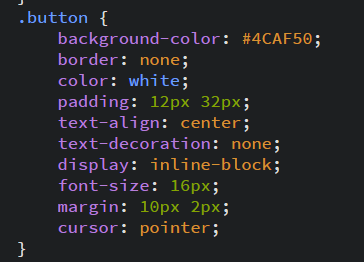 }
.button {
    background-color: #4CAF50;
    border: none;
    color: white;
    padding: 12px 32px;
    text-align: center;
    text-decoration: none;
    display: inline-block;
    font-size: 16px;
    margin: 10px 2px;
    cursor: pointer;
}